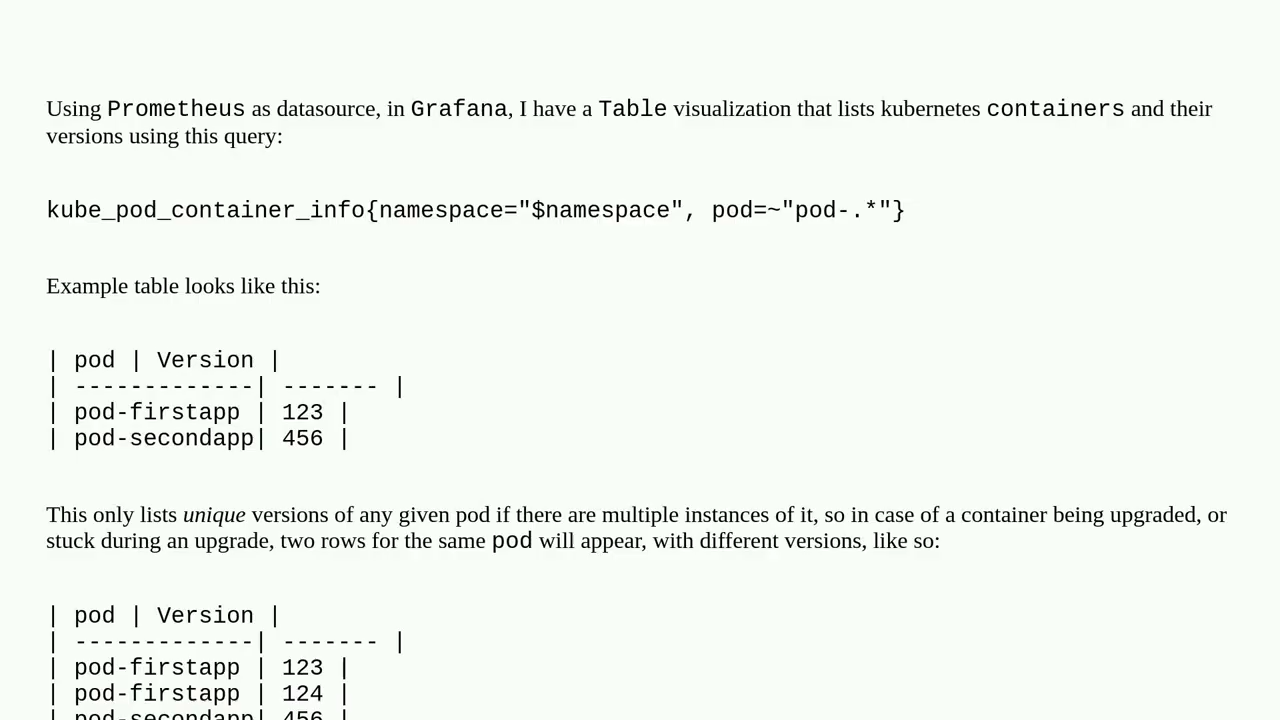 Using Prometheus as datasource, in Grafana, I have a Table visualization that lists kubernetes containers and their
versions using this query:
kube_pod_container_info{namespace="$namespace", pod=~"pod-.*"}
Example table looks like this:
| pod | Version |
| -------------| ------- |
| pod-firstapp | 123 |
| pod-secondapp| 456 |
This only lists unique versions of any given pod if there are multiple instances of it, so in case of a container being upgraded, or
stuck during an upgrade, two rows for the same pod will appear, with different versions, like so:
| pod | Version |
| -------------| ------- |
| pod-firstapp | 123 |
| pod-firstapp | 124 |
| pod-secondapp| 456 |